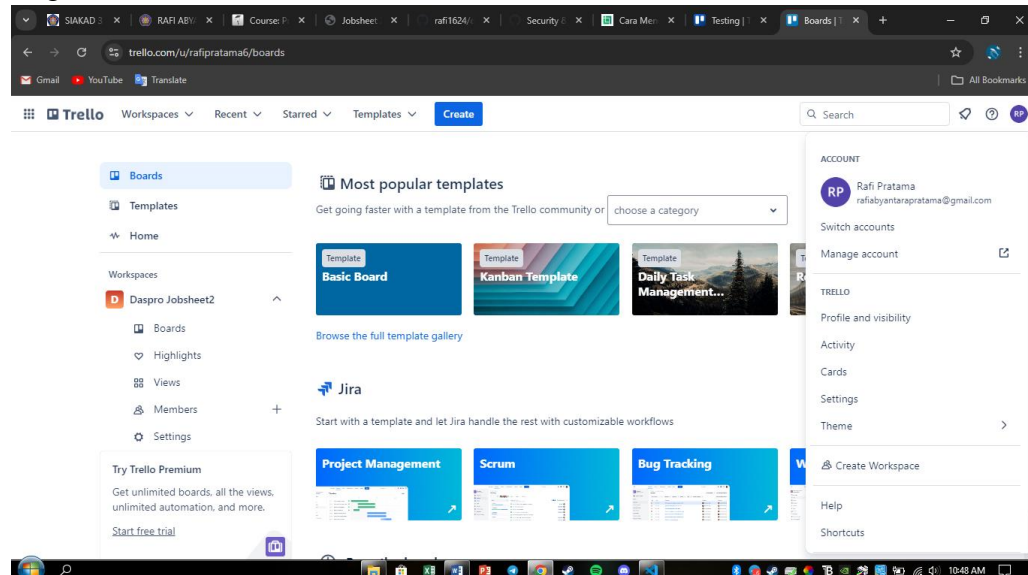 SIAKAD 3
RAFI ABY
Course: P
Jobsheet
rafi1624/
Security &
Cara Men
Testing |
Boards | T
trello.com/u/rafipratama6/boards
Gmail
YouTube
Translate
All Bookmarks
Trello
Workspaces
Recent
Starred
Templates
Create
Search
RP
Boards
Templates
Home
Workspaces
D
Daspro Jobsheet2
Boards
Highlights
Views
Members
Settings
Try Trello Premium
Get unlimited boards, all the views,
unlimited automation, and more.
Start free trial
Most popular templates
Get going faster with a template from the Trello community or
choose a category
Template
Basic Board
Template
Kanban Template
Template
Daily Task
Management...
Browse the full template gallery
Jira
Start with a template and let Jira handle the rest with customizable workflows
Project Management
Scrum
Bug Tracking
W
ACCOUNT
RP
Rafi Pratama
rafiabyantarapratama@gmail.com
Switch accounts
Manage account
TRELLO
Profile and visibility
Activity
Cards
Settings
Theme
Create Workspace
Help
Shortcuts
10:48 AM